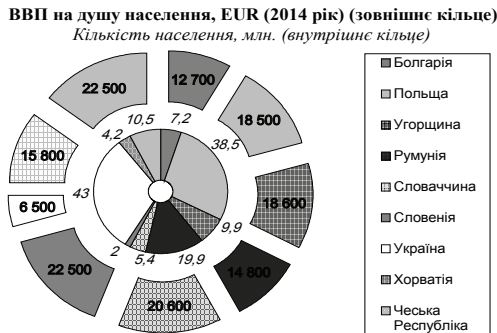 ВВП на душу населення, EUR (2014 рік) (зовнішнє кільце)
Кількість населення, млн. (внутрішнє кільце)
22 500
12 700
18 500
18 600
14 800
20 600
22 500
6 500
15 800
4,2
10,5
7,2
38,5
9,9
19,9
5,4
2
43
Болгарія
Польща
Угорщина
Румунія
Словаччина
Словенія
Україна
Хорватія
Чеська
Республіка